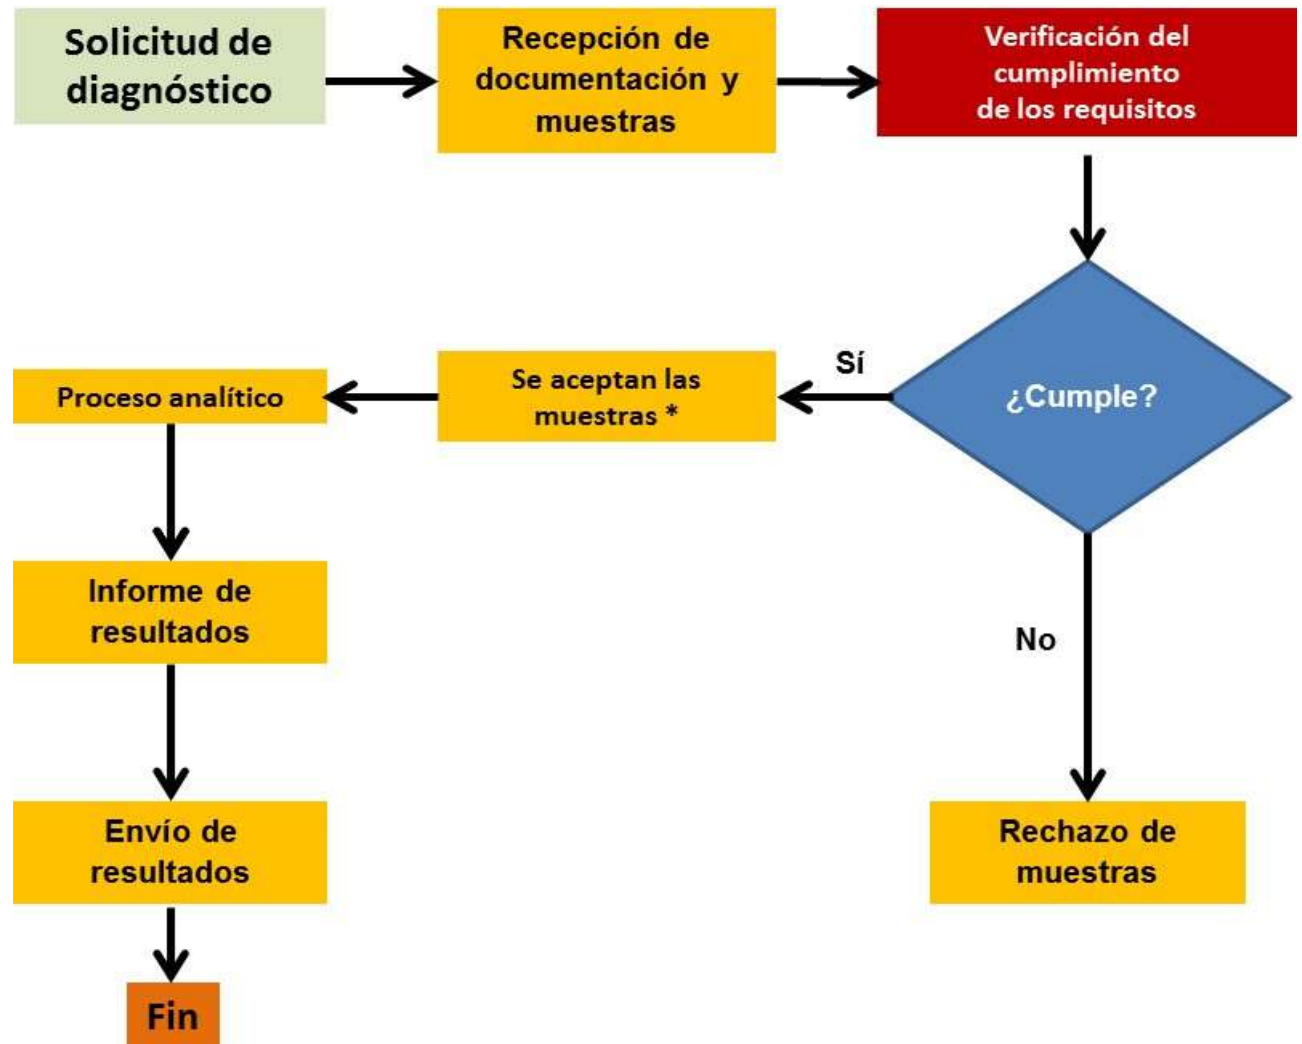 Solicitud de
diagnóstico
Recepción de
documentación y
muestras
Verificación del
cumplimiento
de los requisitos
¿Cumple?
Sí
Se aceptan las
muestras *
Proceso analítico
Informe de
resultados
Envío de
resultados
Fin
No
Rechazo de
muestras